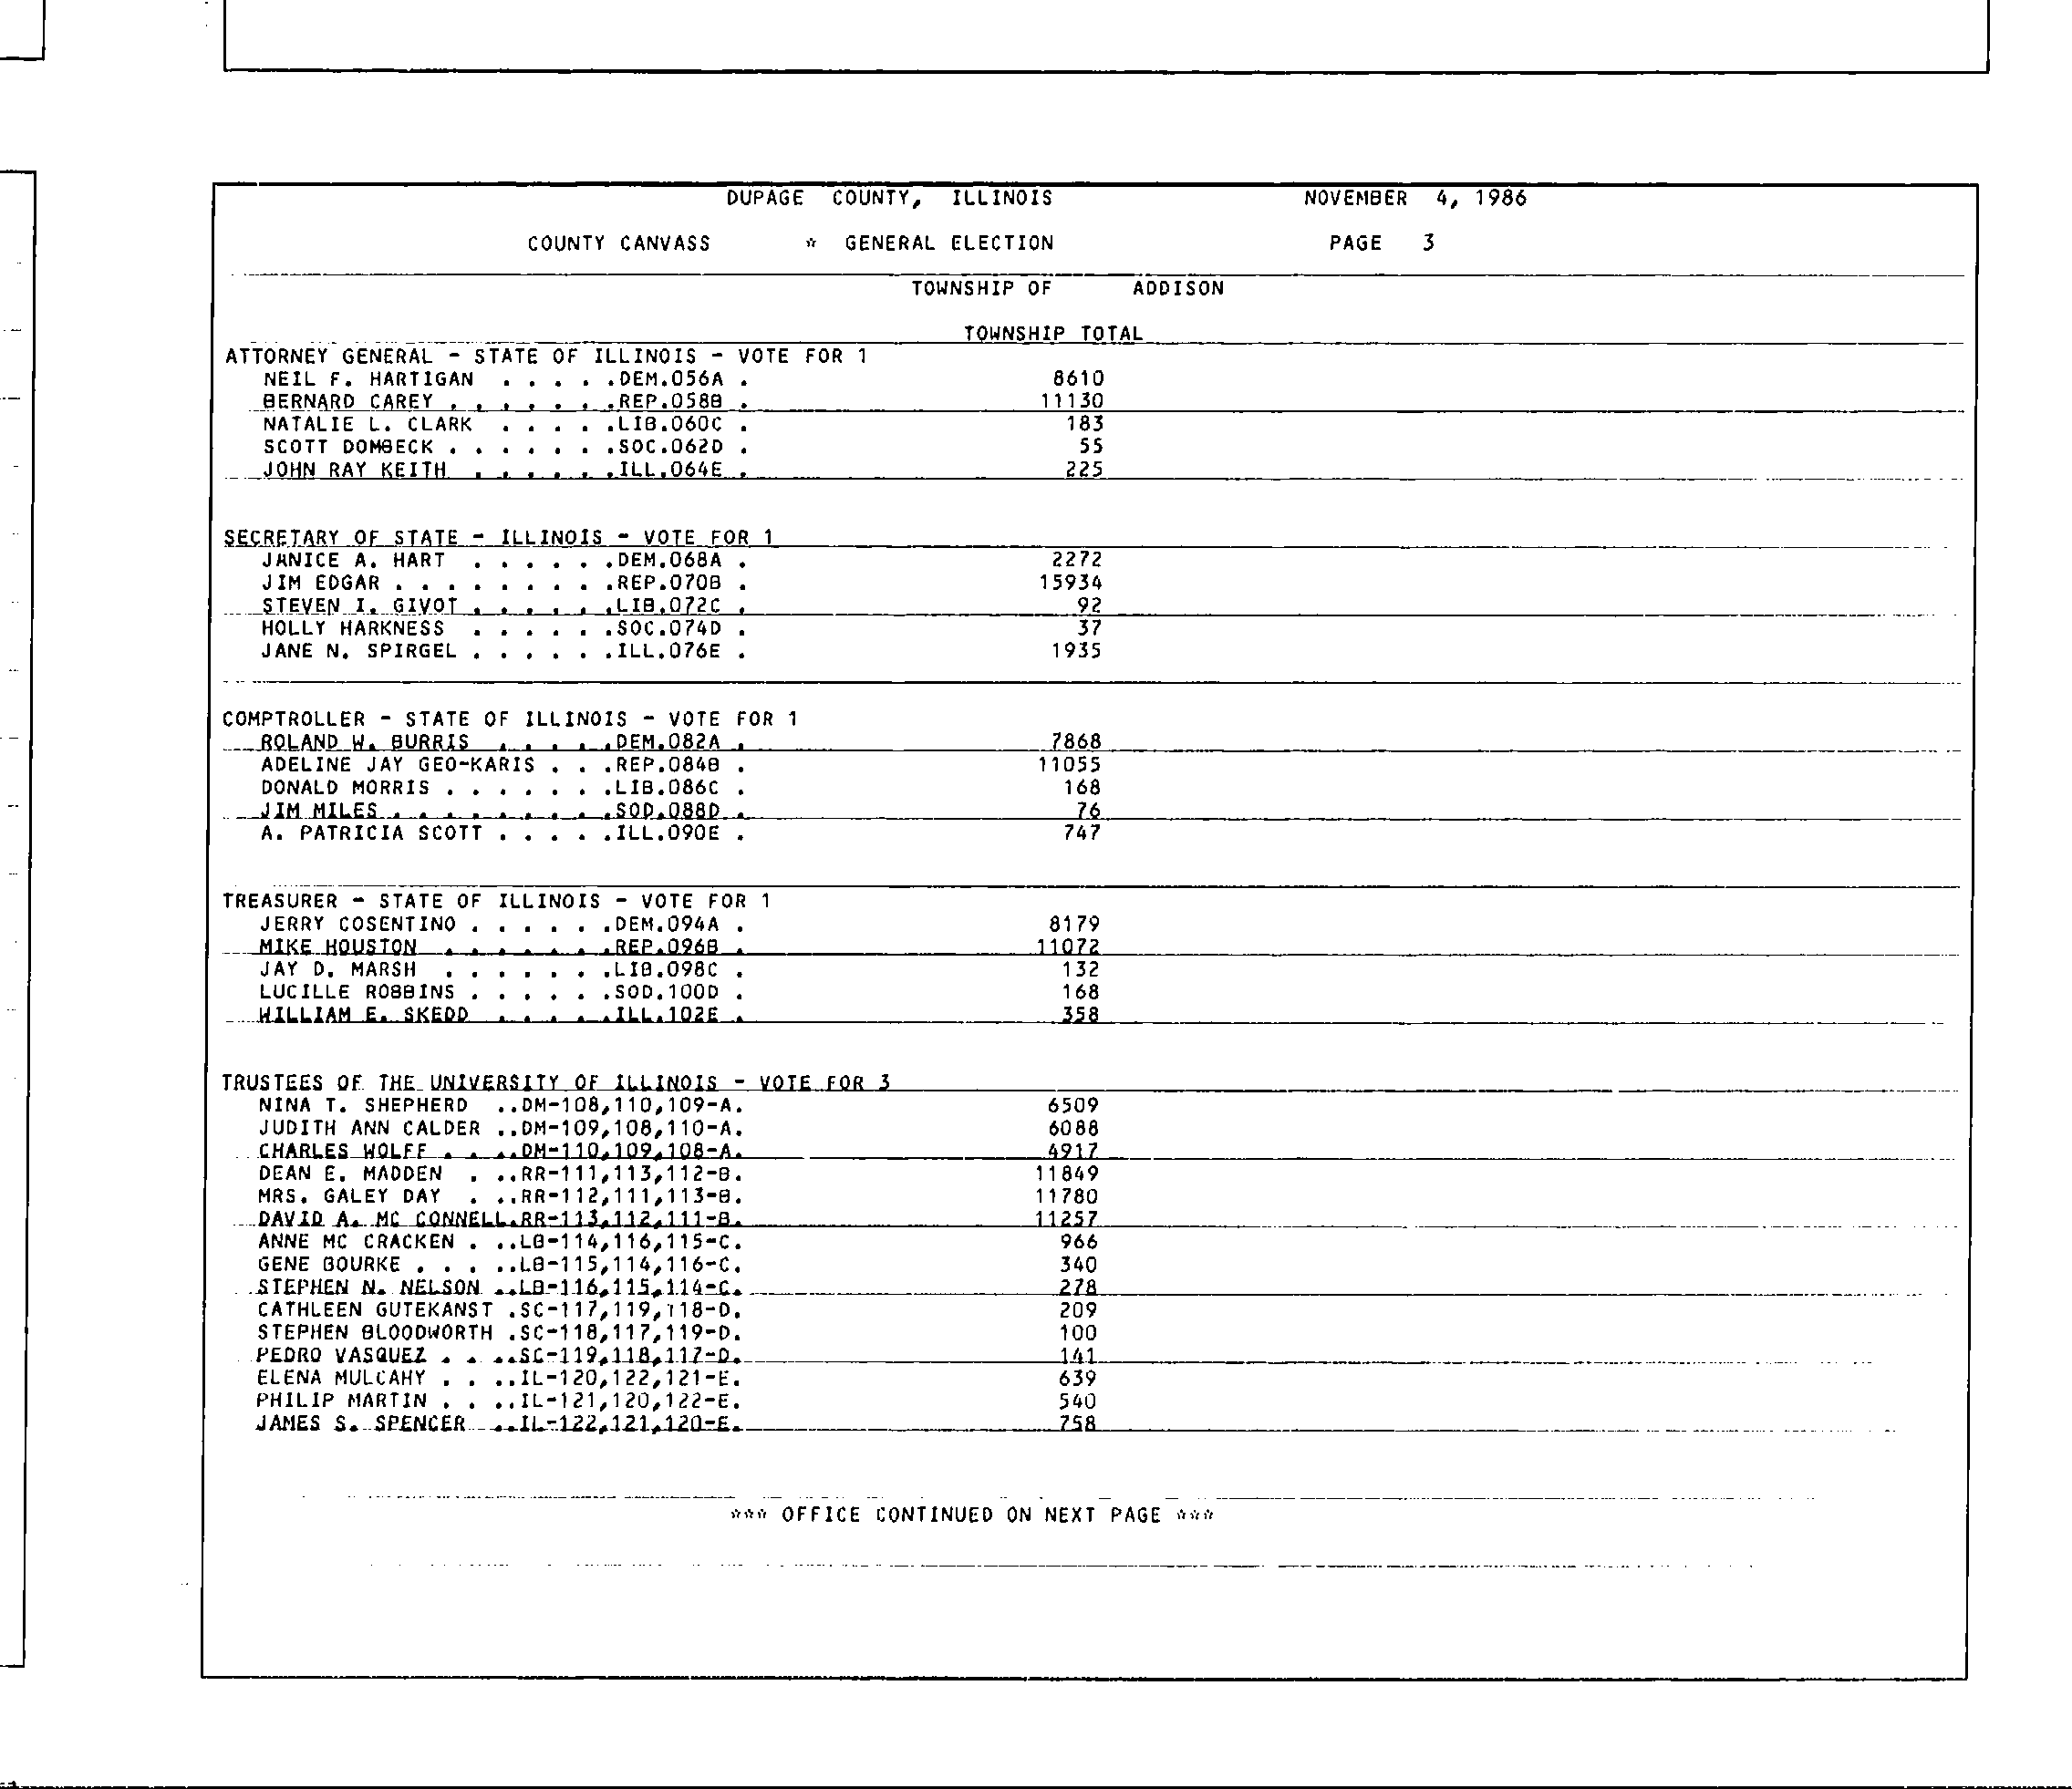 DUPAGE COUNTY, ILLINOIS NOVEMBER 4, 1986
COUNTY CANVASS * GENERAL ELECTION PAGE 3
TOWNSHIP OF ADDISON
TOWNSHIP TOTAL
ATTORNEY GENERAL - STATE OF ILLINOIS - VOTE FOR 1
NEIL F. HARTIGAN . . . . .DEM.056A . 8610
BERNARD CAREY . . . . . . .REP.058B . 11130
NATALIE L. CLARK . . . . .LIB.060C . 183
SCOTT DOMBECK . . . . . . .SOC.062D . 55
JOHN RAY KEITH . . . . . .ILL.064E . 225
SECRETARY OF STATE - ILLINOIS - VOTE FOR 1
JANICE A. HART . . . . . .DEM.068A . 2272
JIM EDGAR . . . . . . . . .REP.070B . 15934
STEVEN I. GIVOT . . . . . .LIB.072C . 92
HOLLY HARKNESS . . . . . .SOC.074D . 37
JANE N. SPIRGEL . . . . . .ILL.076E . 1935
COMPTROLLER - STATE OF ILLINOIS - VOTE FOR 1
ROLAND W. BURRIS . . . . .DEM.082A . 7868
ADELINE JAY GEO-KARIS . . .REP.084B . 11055
DONALD MORRIS . . . . . . .LIB.086C . 168
JIM MILES . . . . . . . . .SOD.088D . 76
A. PATRICIA SCOTT . . . . .ILL.090E . 747
TREASURER - STATE OF ILLINOIS - VOTE FOR 1
JERRY COSENTINO . . . . . .DEM.094A . 8179
MIKE HOUSTON . . . . . . .REP.096B . 11072
JAY D. MARSH . . . . . . .LIB.098C . 132
LUCILLE ROBBINS . . . . . .SOD.100D . 168
WILLIAM E. SKEDD . . . . .ILL.102E . 358
TRUSTEES OF THE UNIVERSITY OF ILLINOIS - VOTE FOR 3
NINA T. SHEPHERD ..DM-108,110,109-A. 6509
JUDITH ANN CALDER ..DM-109,108,110-A. 6088
CHARLES WOLFF . . ..DM-110,109,108-A. 4917
DEAN E. MADDEN . ..RR-111,113,112-B. 11849
MRS. GALEY DAY . ..RR-112,111,113-B. 11780
DAVID A. MC CONNELL.RR-113,112,111-B. 11257
ANNE MC CRACKEN . ..LB-114,116,115-C. 966
GENE BOURKE . . . ..LB-115,114,116-C. 340
STEPHEN N. NELSON ..LB-116,115,114-C. 278
CATHLEEN GUTEKANST .SC-117,119,118-D. 209
STEPHEN BLOODWORTH .SC-118,117,119-D. 100
PEDRO VASQUEZ . . ..SC-119,118,117-D. 141
ELENA MULCAHY . . ..IL-120,122,121-E. 639
PHILIP MARTIN . . ..IL-121,120,122-E. 540
JAMES S. SPENCER ..IL-122,121,120-E. 758
*** OFFICE CONTINUED ON NEXT PAGE ***